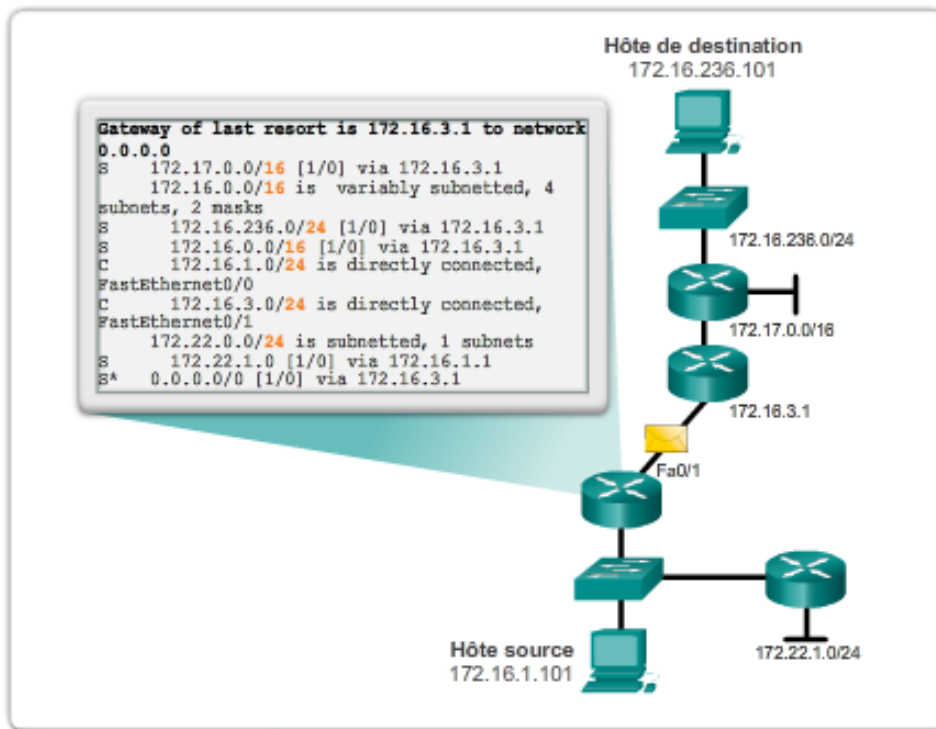 Hôte de destination
172.16.236.101
Gateway of last resort is 172.16.3.1 to network
0.0.0.0
S 172.17.0.0/16 [1/0] via 172.16.3.1
172.16.0.0/16 is variably subnetted, 4
subnets, 2 masks
S 172.16.236.0/24 [1/0] via 172.16.3.1
S 172.16.0.0/16 [1/0] via 172.16.3.1
C 172.16.1.0/24 is directly connected,
FastEthernet0/0
C 172.16.3.0/24 is directly connected,
FastEthernet0/1
172.22.0.0/24 is subnetted, 1 subnets
S 172.22.1.0 [1/0] via 172.16.1.1
S* 0.0.0.0/0 [1/0] via 172.16.3.1
172.16.236.0/24
172.17.0.0/16
172.16.3.1
Fa0/1
Hôte source
172.16.1.101
172.22.1.0/24